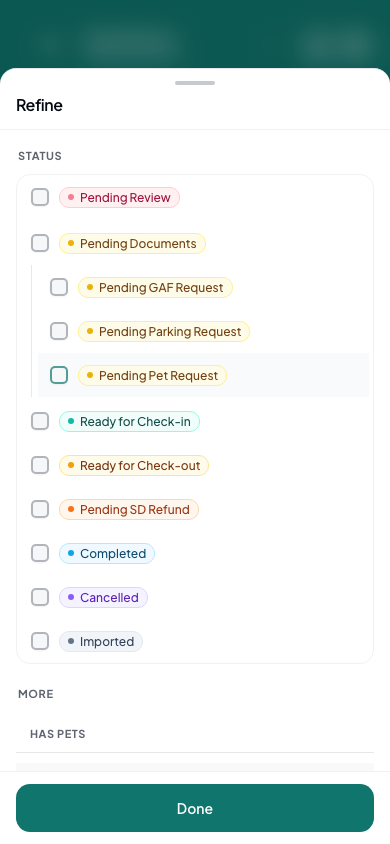 Refine
STATUS
Pending Review
Pending Documents
Pending GAF Request
Pending Parking Request
Pending Pet Request
Ready for Check-in
Ready for Check-out
Pending SD Refund
Completed
Cancelled
Imported
MORE
HAS PETS
Done